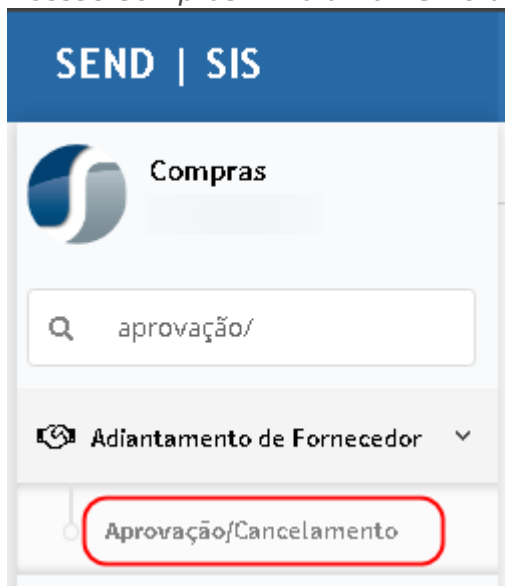 SEND | SIS
Compras
aprovação/
Adiantamento de Fornecedor
Aprovação/Cancelamento